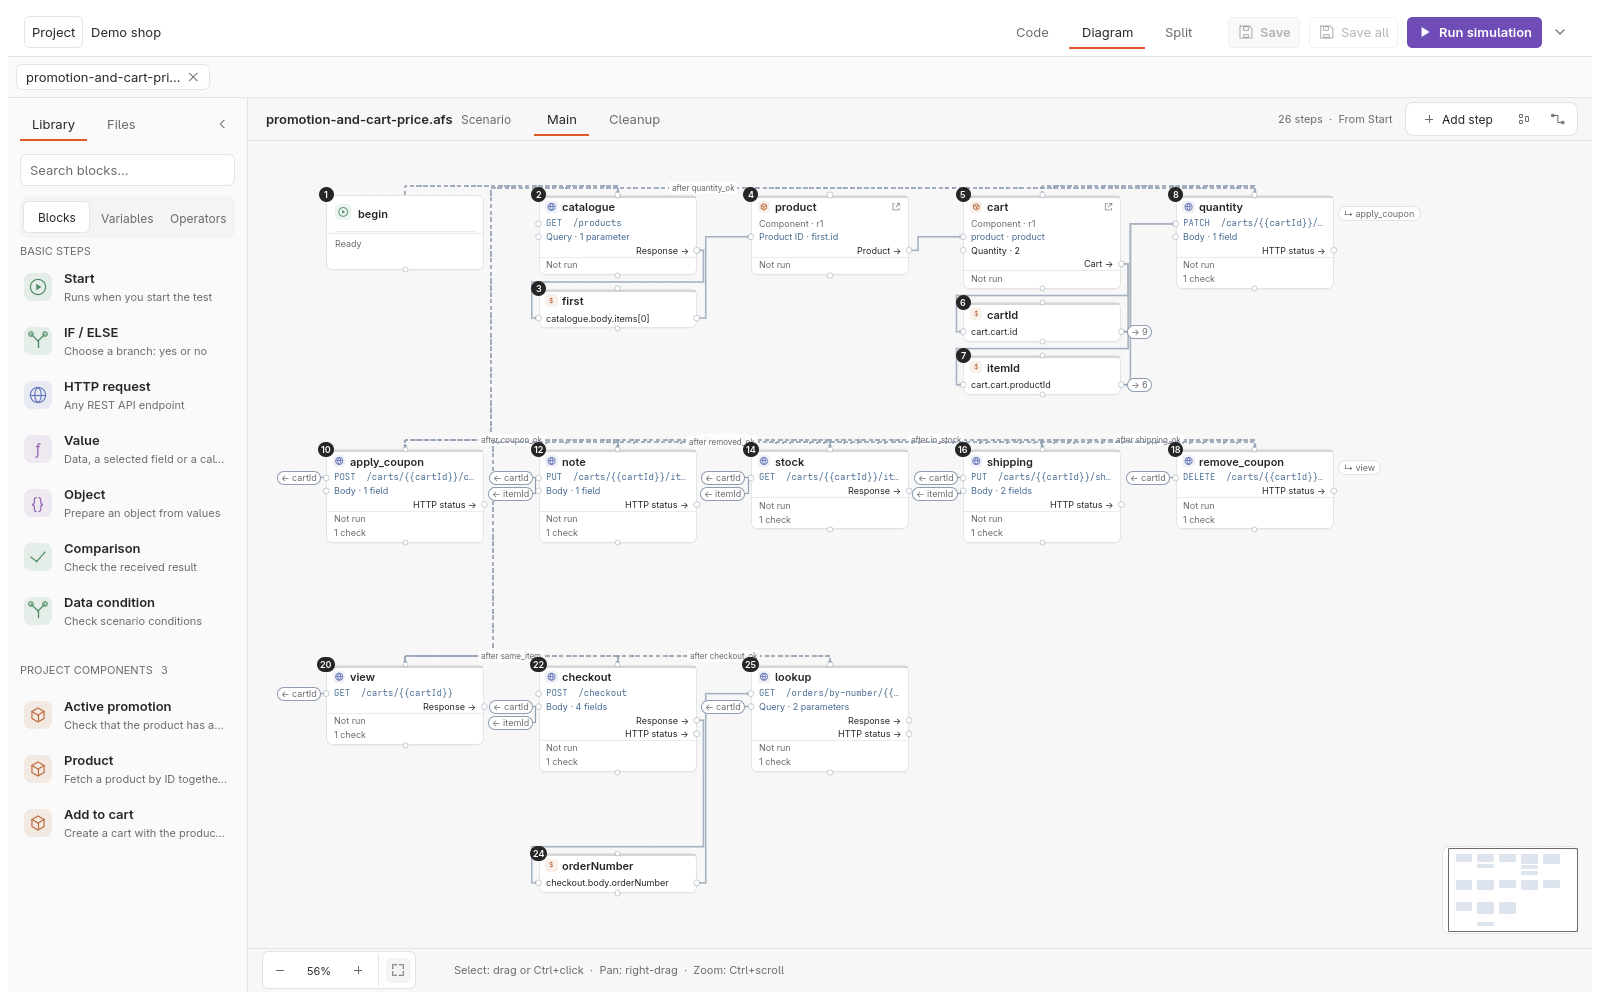 Project Demo shop Code Diagram Split Save Save all Run simulation
promotion-and-cart-pri...
Library Files
promotion-and-cart-price.afs Scenario Main Cleanup 26 steps · From Start Add step
Search blocks...
Blocks Variables Operators
BASIC STEPS
Start
Runs when you start the test
IF / ELSE
Choose a branch: yes or no
HTTP request
Any REST API endpoint
Value
Data, a selected field or a cal...
Object
Prepare an object from values
Comparison
Check the received result
Data condition
Check scenario conditions
PROJECT COMPONENTS 3
Active promotion
Check that the product has a...
Product
Fetch a product by ID togethe...
Add to cart
Create a cart with the produc...
after quantity_ok
1
begin
Ready
2
catalogue
GET /products
Query · 1 parameter
Response →
Not run
3
first
catalogue.body.items[0]
4
product
Component · r1
Product ID · first.id
Product →
Not run
5
cart
Component · r1
product · product
Quantity · 2
Cart →
Not run
6
cartId
cart.cart.id
→ 9
7
itemId
cart.cart.productId
→ 6
8
quantity
PATCH /carts/{{cartId}}/...
Body · 1 field
HTTP status →
Not run
1 check
↪ apply_coupon
after coupon_ok
after removed_ok
after in_stock
after shipping_ok
10
apply_coupon
← cartId
POST /carts/{{cartId}}/c...
Body · 1 field
HTTP status →
Not run
1 check
12
note
← cartId
← itemId
PUT /carts/{{cartId}}/it...
Body · 1 field
HTTP status →
Not run
1 check
14
stock
← cartId
← itemId
GET /carts/{{cartId}}/it...
Response →
Not run
1 check
16
shipping
← cartId
← itemId
PUT /carts/{{cartId}}/sh...
Body · 2 fields
HTTP status →
Not run
1 check
18
remove_coupon
← cartId
DELETE /carts/{{cartId}}...
HTTP status →
Not run
1 check
↪ view
after same_item
after checkout_ok
20
view
← cartId
GET /carts/{{cartId}}
Response →
Not run
1 check
22
checkout
← cartId
← itemId
POST /checkout
Body · 4 fields
Response →
HTTP status →
Not run
1 check
25
lookup
← cartId
GET /orders/by-number/{{...
Query · 2 parameters
Response →
HTTP status →
Not run
1 check
24
orderNumber
checkout.body.orderNumber
56%
Select: drag or Ctrl+click · Pan: right-drag · Zoom: Ctrl+scroll